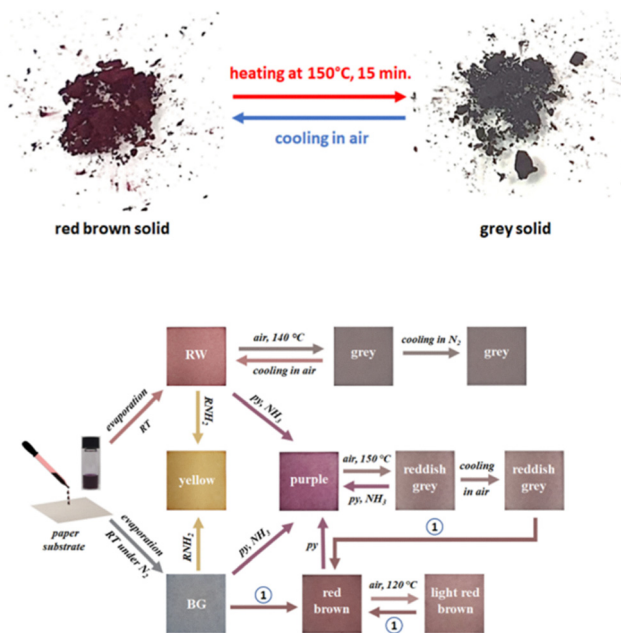 heating at 150°C, 15 min.
cooling in air
red brown solid
grey solid
RW
air, 140 °C
cooling in air
grey
cooling in N₂
grey
evaporation
RT
RNH₂
py, NH₃
yellow
purple
air, 150 °C
py, NH₃
reddish
grey
cooling
in air
reddish
grey
paper
substrate
evaporation
RT under N₂
RNH₂
py, NH₃
py
1
BG
1
red
brown
air, 120 °C
1
light red
brown